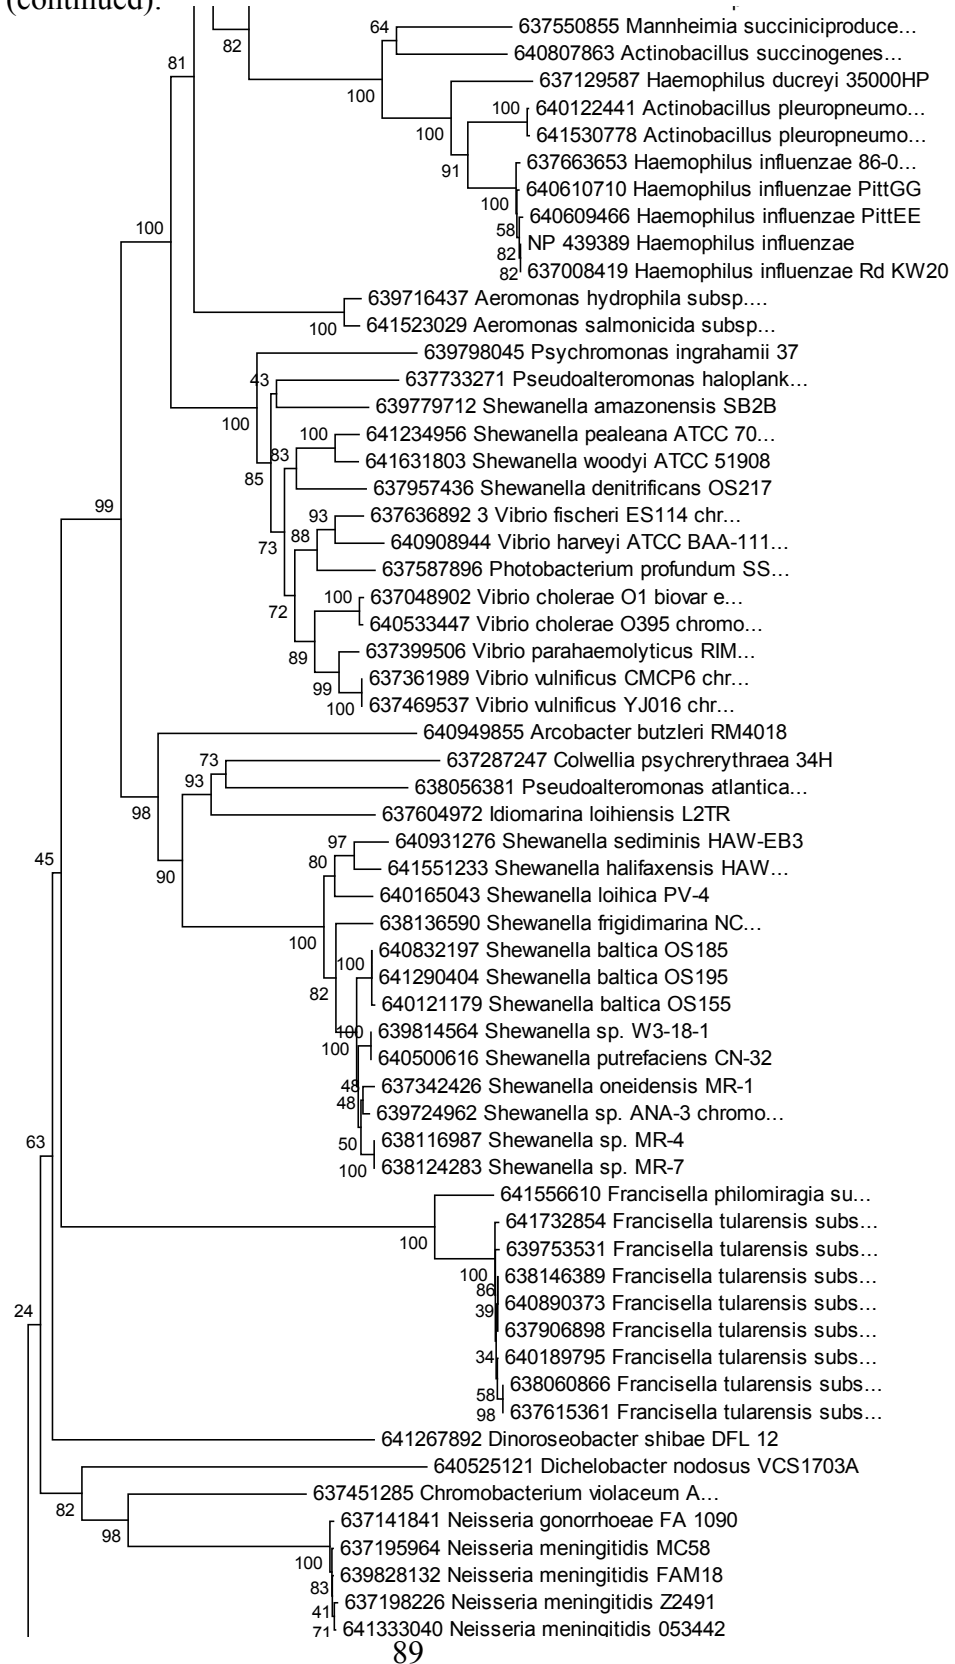 (continued).
82
64
637550855 Mannheimia succiniciproduce...
640807863 Actinobacillus succinogenes...
81
637129587 Haemophilus ducreyi 35000HP
100
100
640122441 Actinobacillus pleuropneumo...
100
641530778 Actinobacillus pleuropneumo...
637663653 Haemophilus influenzae 86-0...
91
640610710 Haemophilus influenzae PittGG
100
640609466 Haemophilus influenzae PittEE
58
100
NP 439389 Haemophilus influenzae
82
82
637008419 Haemophilus influenzae Rd KW20
639716437 Aeromonas hydrophila subsp....
100
641523029 Aeromonas salmonicida subsp...
639798045 Psychromonas ingrahamii 37
43
637733271 Pseudoalteromonas haloplank...
639779712 Shewanella amazonensis SB2B
100
100
641234956 Shewanella pealeana ATCC 70...
83
641631803 Shewanella woodyi ATCC 51908
85
637957436 Shewanella denitrificans OS217
99
93
637636892 3 Vibrio fischeri ES114 chr...
88
640908944 Vibrio harveyi ATCC BAA-111...
73
637587896 Photobacterium profundum SS...
100
637048902 Vibrio cholerae O1 biovar e...
72
640533447 Vibrio cholerae O395 chromo...
89
637399506 Vibrio parahaemolyticus RIM...
637361989 Vibrio vulnificus CMCP6 chr...
99
100
637469537 Vibrio vulnificus YJ016 chr...
640949855 Arcobacter butzleri RM4018
73
637287247 Colwellia psychrerythraea 34H
93
638056381 Pseudoalteromonas atlantica...
98
637604972 Idiomarina loihiensis L2TR
97
640931276 Shewanella sediminis HAW-EB3
45
80
641551233 Shewanella halifaxensis HAW...
90
640165043 Shewanella loihica PV-4
638136590 Shewanella frigidimarina NC...
100
640832197 Shewanella baltica OS185
100
641290404 Shewanella baltica OS195
82
640121179 Shewanella baltica OS155
100
639814564 Shewanella sp. W3-18-1
100
640500616 Shewanella putrefaciens CN-32
48
637342426 Shewanella oneidensis MR-1
48
639724962 Shewanella sp. ANA-3 chromo...
63
50
638116987 Shewanella sp. MR-4
100
638124283 Shewanella sp. MR-7
641556610 Francisella philomiragia su...
641732854 Francisella tularensis subs...
100
639753531 Francisella tularensis subs...
100
638146389 Francisella tularensis subs...
86
640890373 Francisella tularensis subs...
24
39
637906898 Francisella tularensis subs...
34
640189795 Francisella tularensis subs...
638060866 Francisella tularensis subs...
58
98
637615361 Francisella tularensis subs...
641267892 Dinoroseobacter shibae DFL 12
640525121 Dichelobacter nodosus VCS1703A
637451285 Chromobacterium violaceum A...
82
637141841 Neisseria gonorrhoeae FA 1090
98
637195964 Neisseria meningitidis MC58
100
639828132 Neisseria meningitidis FAM18
83
637198226 Neisseria meningitidis Z2491
41
71
641333040 Neisseria meningitidis 053442
89